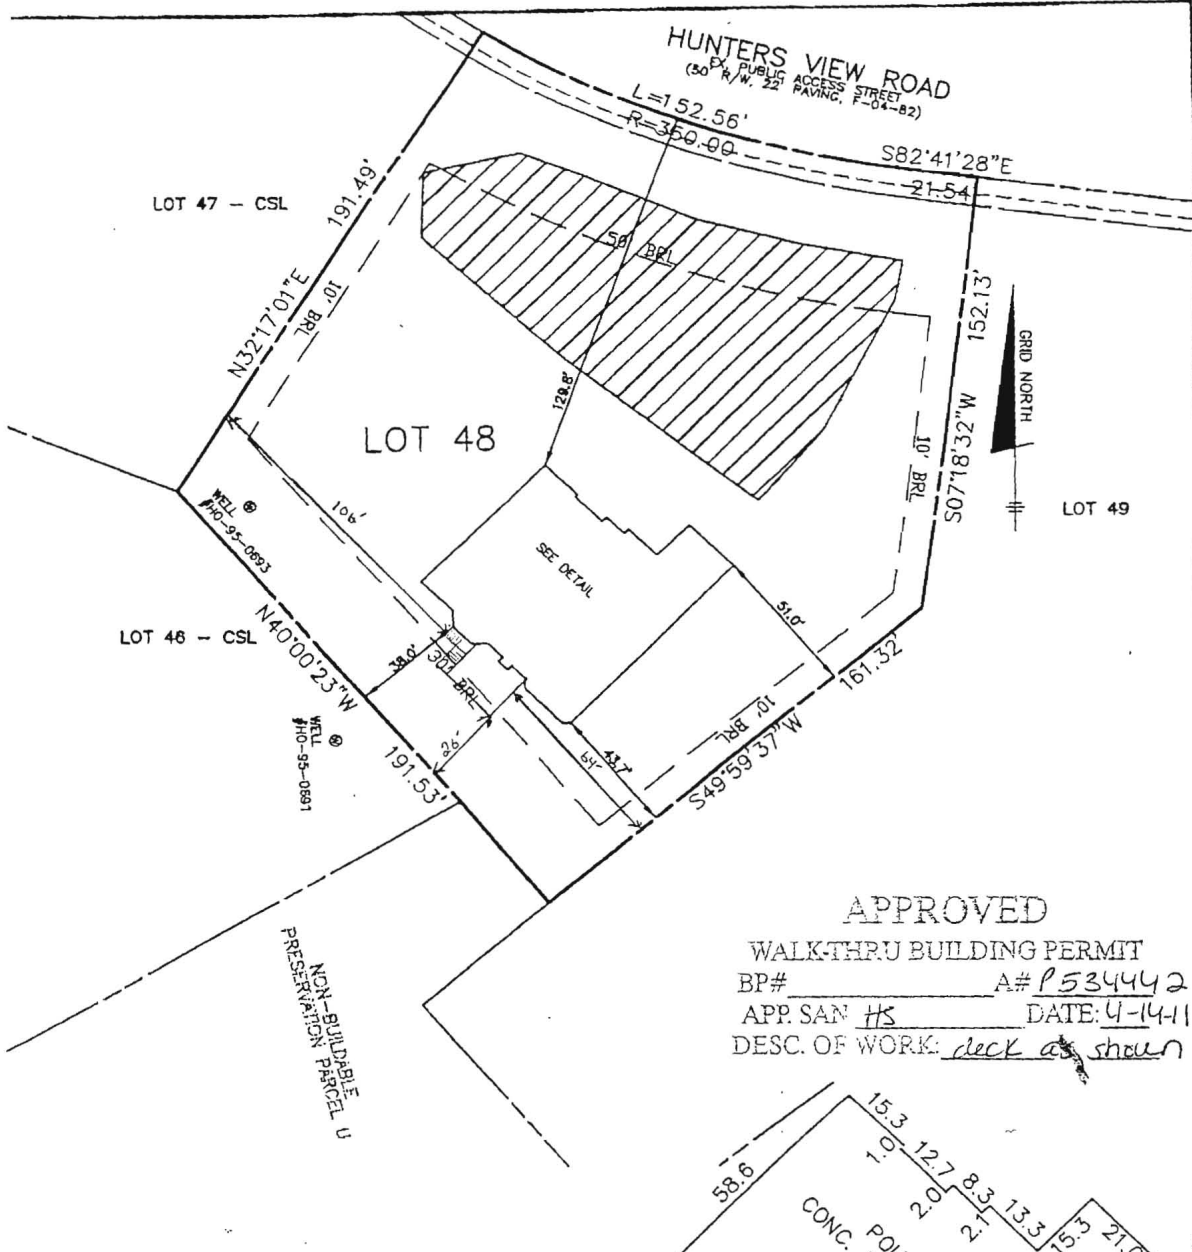 HUNTERS VIEW ROAD
EX. PUBLIC ACCESS STREET
(50' R/W, 22' PAVING, F-04-82)
L=152.56'
R=350.00
S82°41'28"E
21.54
LOT 47 - CSL
191.49'
N32°17'01"E
10' BRL
50' BRL
152.13'
GRID NORTH
S07°18'32"W
10' BRL
LOT 49
129.8'
LOT 48
106'
WELL
#HO-95-0693
SEE DETAIL
51.0'
LOT 46 - CSL
N40°00'23"W
38.0'
30'
BRL
161.32'
10' BRL
S49°59'37"W
WELL
#HO-95-0691
26'
43.7'
64'
191.53'
NON-BUILDABLE
PRESERVATION PARCEL U
APPROVED
WALK-THRU BUILDING PERMIT
BP# A# P534442
APP. SAN HS DATE: 4-14-11
DESC. OF WORK: deck as shown
15.3
1.0
12.7
2.0
8.3
2.1
13.3
15.3
58.6
CONC.